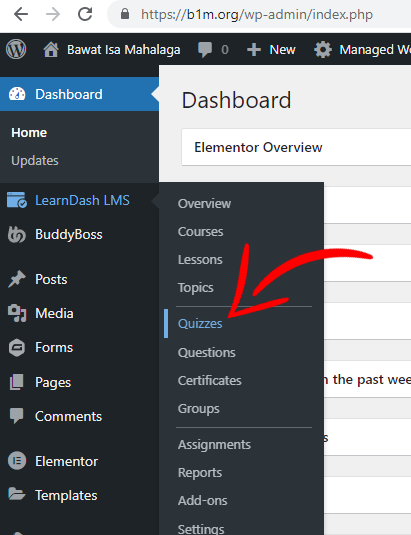 https://b1m.org/wp-admin/index.php
Bawat Isa Mahalaga 0 + New Managed Wo
Dashboard
Home
Updates
LearnDash LMS
BuddyBoss
Posts
Media
Forms
Pages
Comments
Elementor
Templates
Overview
Courses
Lessons
Topics
Quizzes
Questions
Certificates
Groups
Assignments
Reports
Add-ons
Settings
Dashboard
Elementor Overview
n the past wee
s